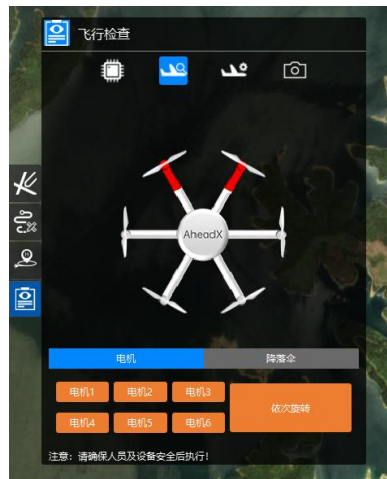 飞行检查
AheadX
电机 降落伞
电机1 电机2 电机3
依次旋转
电机4 电机5 电机6
注意：请确保人员及设备安全后执行！